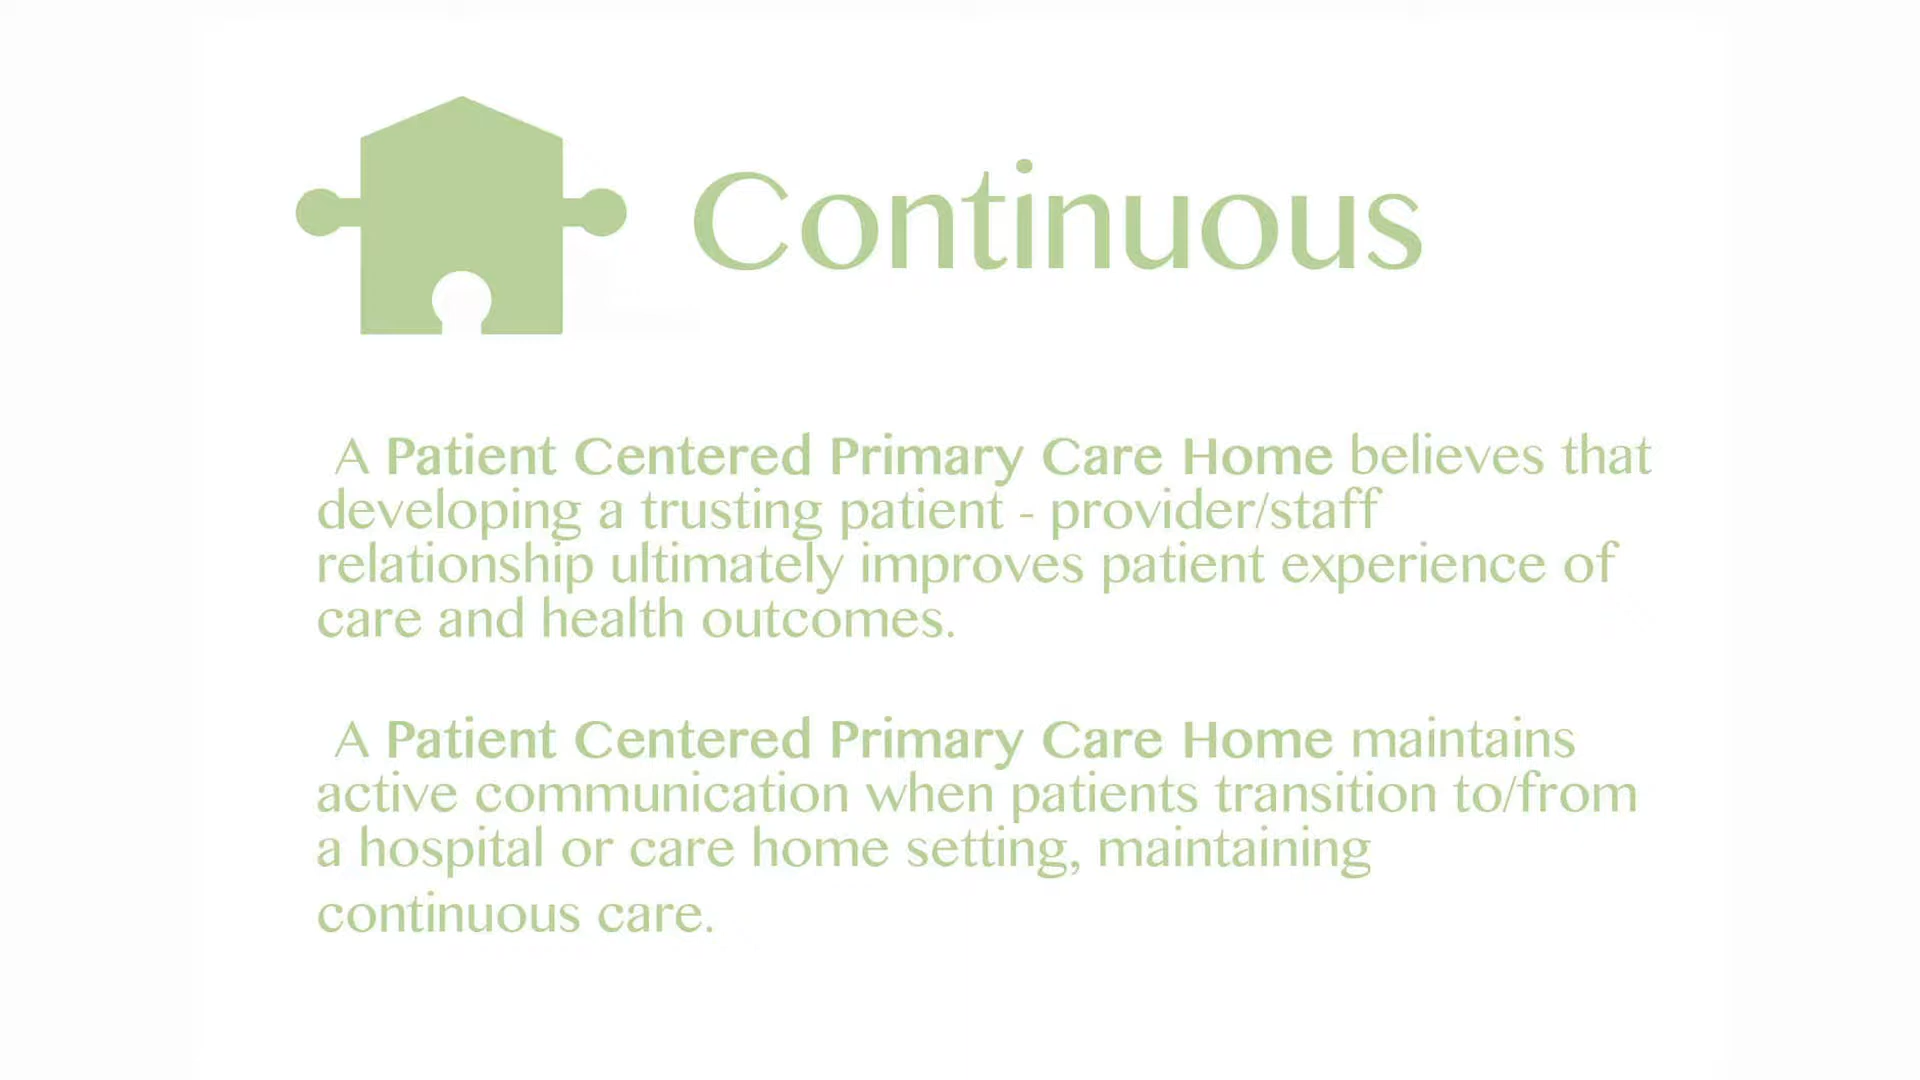 Continuous
A Patient Centered Primary Care Home believes that
developing a trusting patient - provider/staff
relationship ultimately improves patient experience of
care and health outcomes.
A Patient Centered Primary Care Home maintains
active communication when patients transition to/from
a hospital or care home setting, maintaining
continuous care.